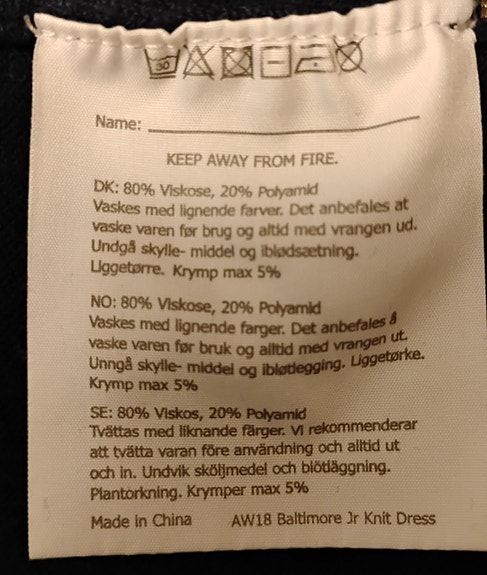 30
Name:
KEEP AWAY FROM FIRE.
DK: 80% Viskose, 20% Polyamid
Vaskes med lignende farver. Det anbefales at
vaske varen før brug og altid med vrangen ud.
Undgå skylle- middel og iblødsætning.
Liggetørre. Krymp max 5%
NO: 80% Viskose, 20% Polyamid
Vaskes med lignende farger. Det anbefales å
vaske varen før bruk og alltid med vrangen ut.
Unngå skylle- middel og ibløtlegging. Liggetørke.
Krymp max 5%
SE: 80% Viskos, 20% Polyamid
Tvättas med liknande färger. Vi rekommenderar
att tvätta varan före användning och alltid ut
och in. Undvik sköljmedel och blötläggning.
Plantorkning. Krymper max 5%
Made in China AW18 Baltimore Jr Knit Dress